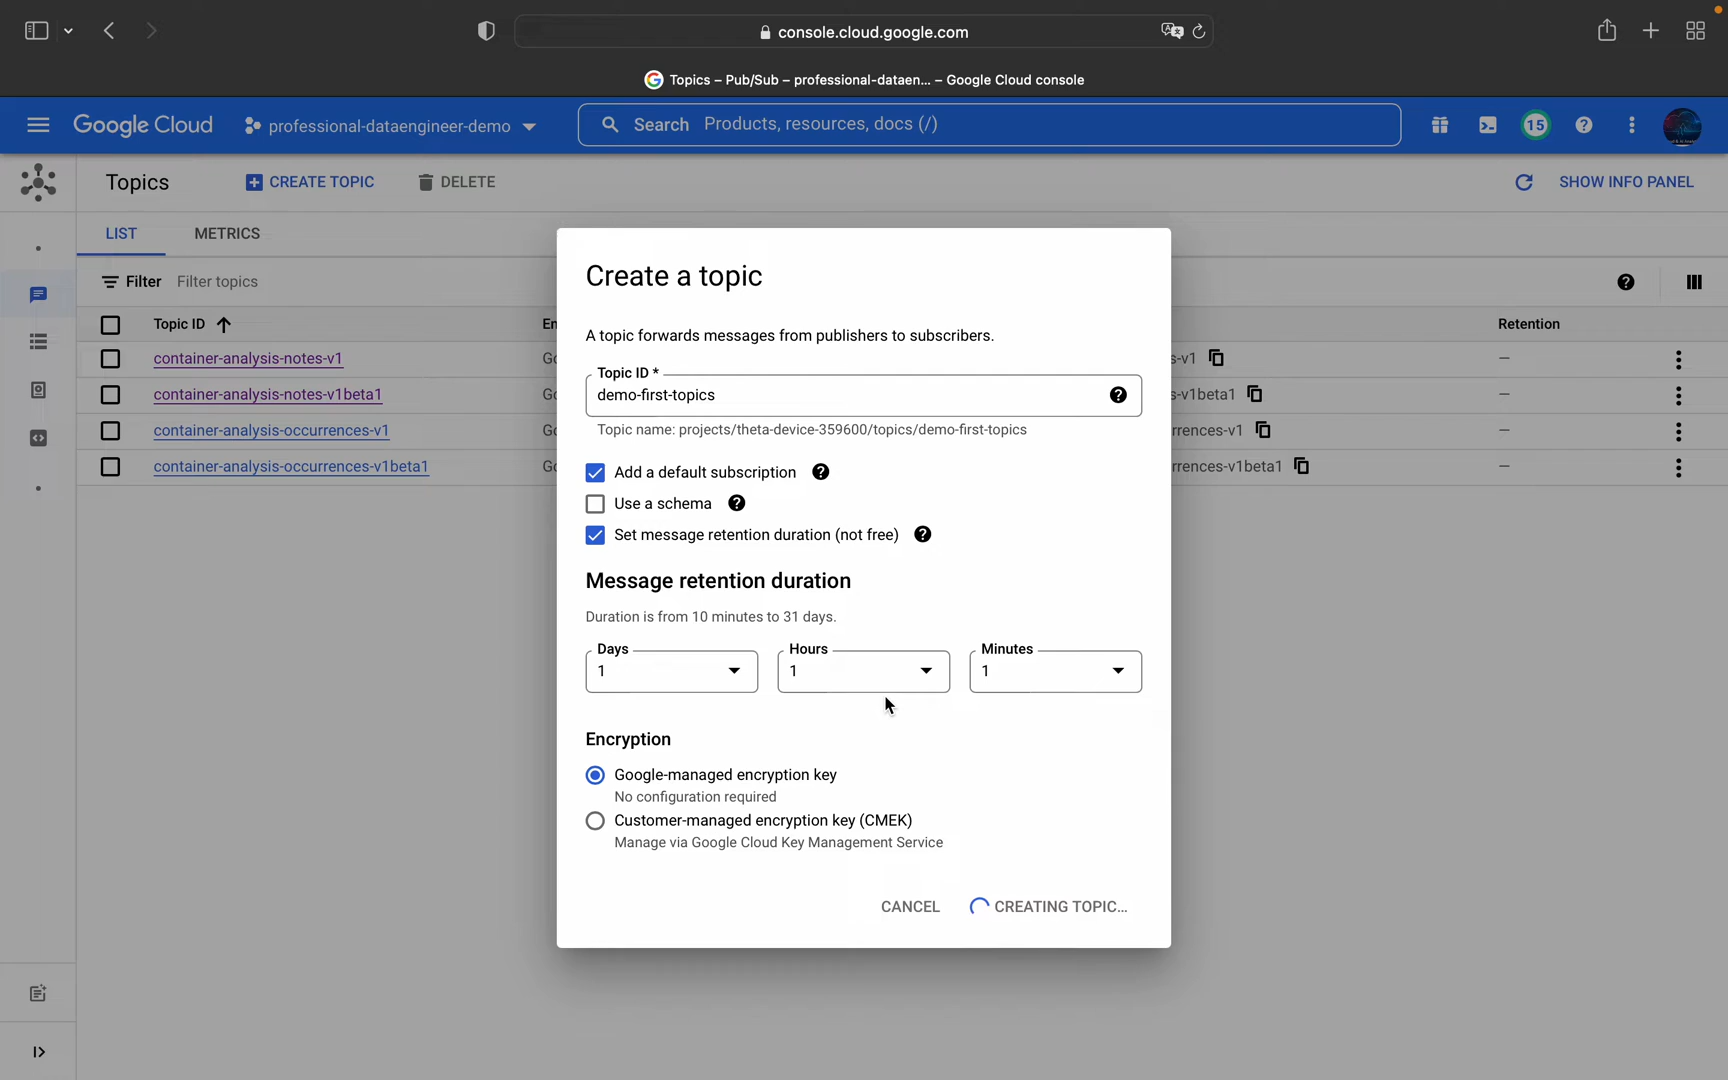 console.cloud.google.com
Topics – Pub/Sub – professional-dataen... – Google Cloud console
Google Cloud
professional-dataengineer-demo
Search Products, resources, docs (/)
15
Topics
CREATE TOPIC
DELETE
SHOW INFO PANEL
LIST
METRICS
Filter Filter topics
Topic ID
En
Retention
container-analysis-notes-v1
Go
s-v1
–
container-analysis-notes-v1beta1
Go
s-v1beta1
–
container-analysis-occurrences-v1
Go
rrences-v1
–
container-analysis-occurrences-v1beta1
Go
rrences-v1beta1
–
Create a topic
A topic forwards messages from publishers to subscribers.
Topic ID *
demo-first-topics
Topic name: projects/theta-device-359600/topics/demo-first-topics
Add a default subscription
Use a schema
Set message retention duration (not free)
Message retention duration
Duration is from 10 minutes to 31 days.
Days
1
Hours
1
Minutes
1
Encryption
Google-managed encryption key
No configuration required
Customer-managed encryption key (CMEK)
Manage via Google Cloud Key Management Service
CANCEL
CREATING TOPIC...